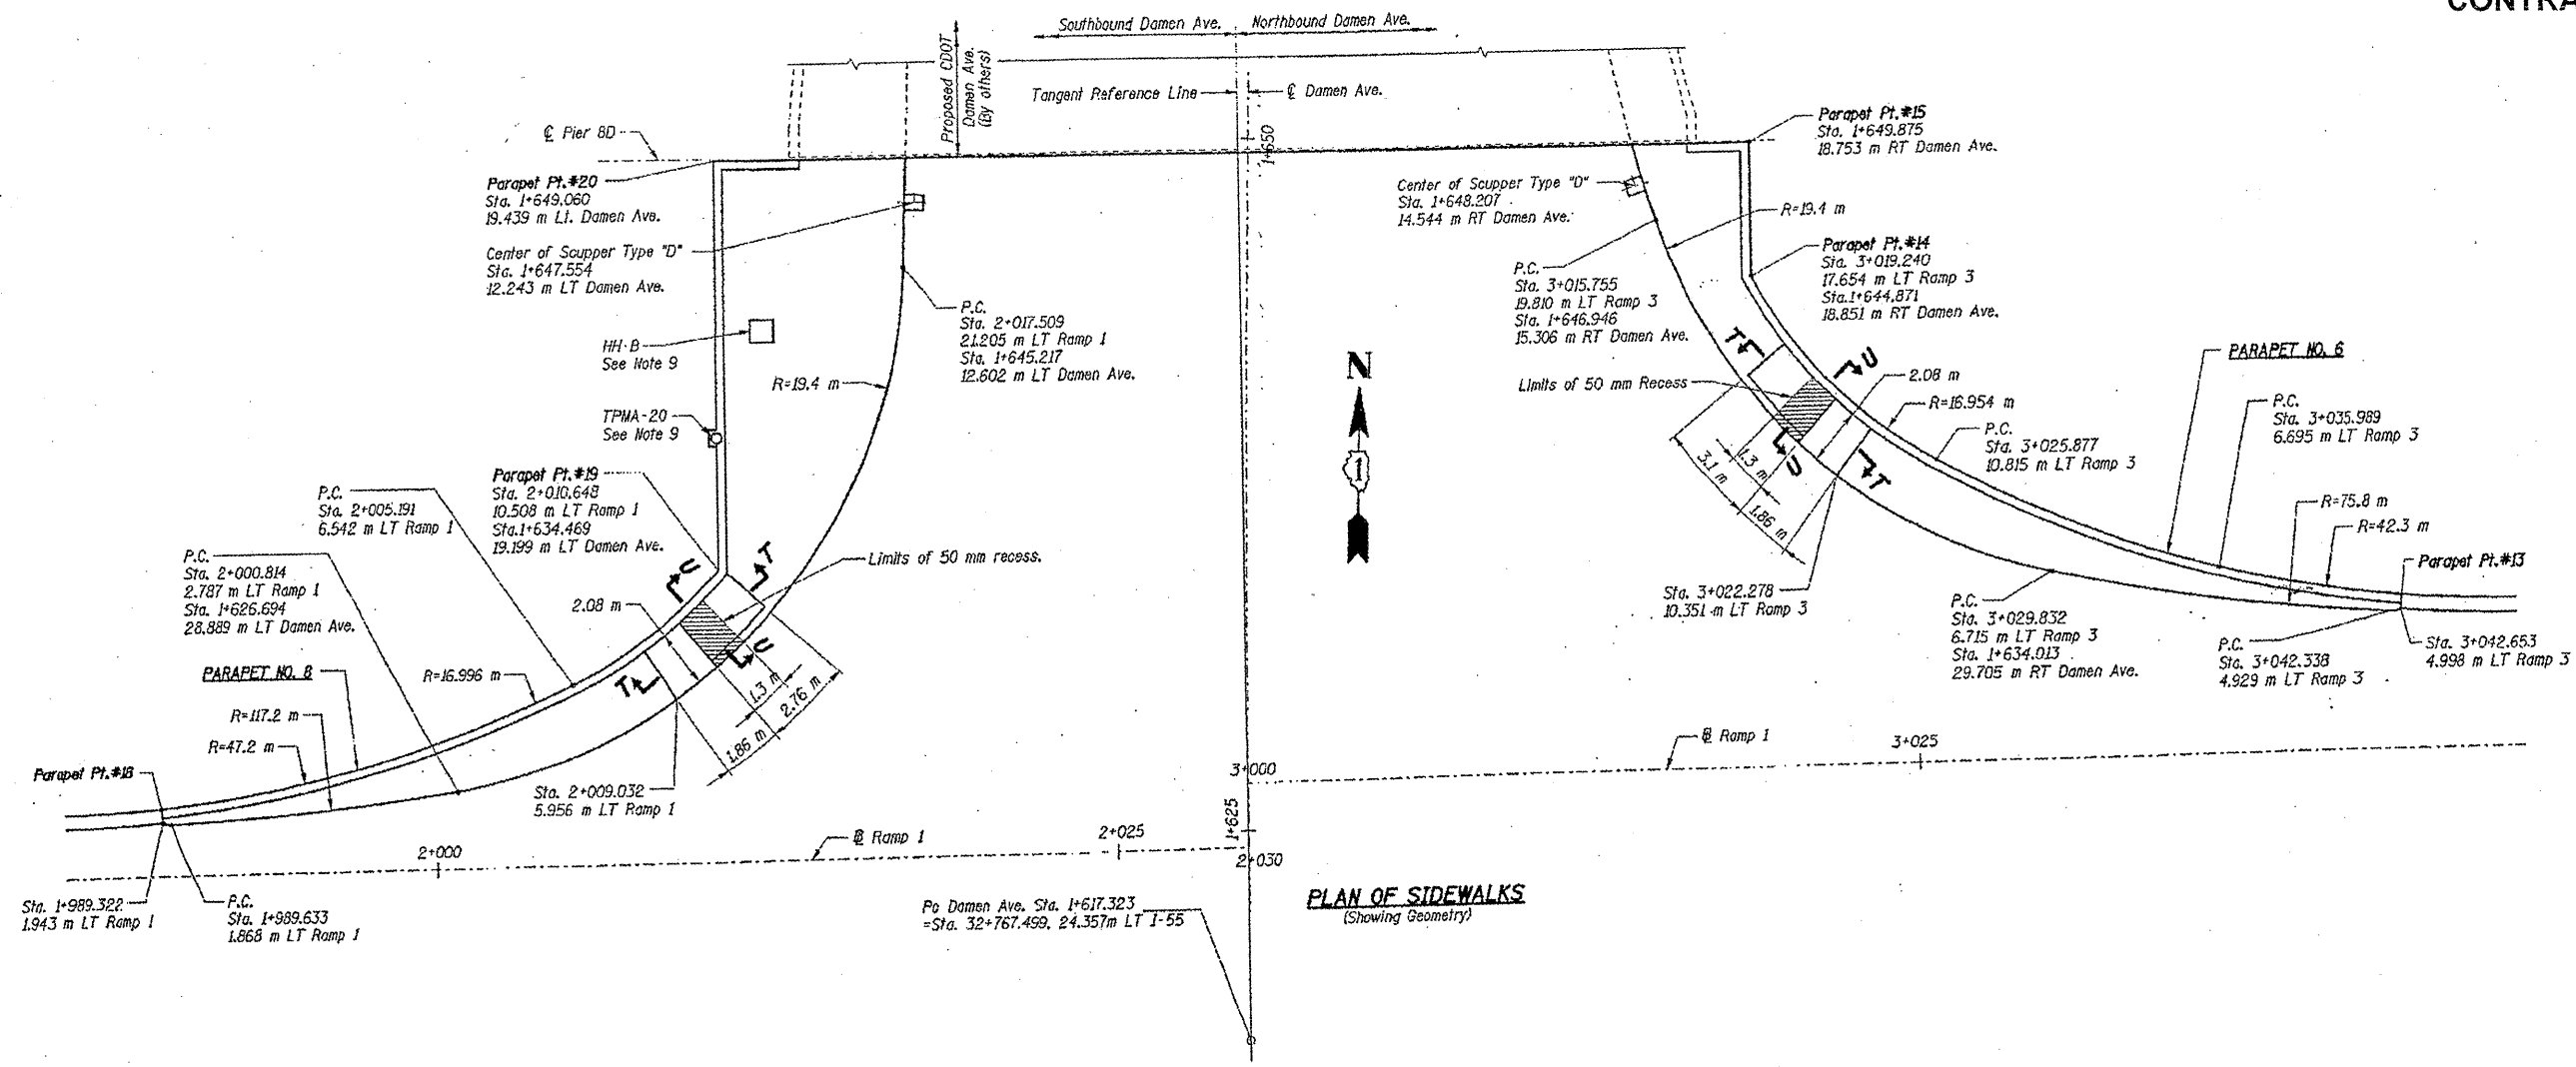 CONTRA
Southbound Damen Ave.
Northbound Damen Ave.
Proposed CDOT
Damen Ave.
(By others)
Tangent Reference Line
℄ Damen Ave.
℄ Pier 8D
1+650
Parapet Pt.#15
Sta. 1+649.875
18.753 m RT Damen Ave.
Parapet Pt.#20
Sta. 1+649.060
19.439 m Lt. Damen Ave.
Center of Scupper Type "D"
Sta. 1+648.207
14.544 m RT Damen Ave.
R=19.4 m
Center of Scupper Type "D"
Sta. 1+647.554
12.243 m LT Damen Ave.
Parapet Pt.#14
Sta. 3+019.240
17.654 m LT Ramp 3
Sta.1+644.871
18.851 m RT Damen Ave.
P.C.
Sta. 3+015.755
19.810 m LT Ramp 3
Sta. 1+646.946
15.306 m RT Damen Ave.
P.C.
Sta. 2+017.509
21.205 m LT Ramp 1
Sta. 1+645.217
12.602 m LT Damen Ave.
HH-B
See Note 9
R=19.4 m
N
1
T
U
Limits of 50 mm Recess
2.08 m
PARAPET NO. 6
R=16.954 m
P.C.
Sta. 3+035.989
6.695 m LT Ramp 3
TPMA-20
See Note 9
P.C.
Sta. 3+025.877
10.815 m LT Ramp 3
1.3 m
3.1 m
1.86 m
U
T
Parapet Pt.#19
Sta. 2+010.648
10.508 m LT Ramp 1
Sta.1+634.469
19.199 m LT Damen Ave.
P.C.
Sta. 2+005.191
6.542 m LT Ramp 1
R=75.8 m
R=42.3 m
Parapet Pt.#13
P.C.
Sta. 2+000.814
2.787 m LT Ramp 1
Sta. 1+626.694
28.889 m LT Damen Ave.
U
T
Limits of 50 mm recess.
2.08 m
Sta. 3+022.278
10.351 m LT Ramp 3
P.C.
Sta. 3+029.832
6.715 m LT Ramp 3
Sta. 1+634.013
29.705 m RT Damen Ave.
P.C.
Sta. 3+042.338
4.929 m LT Ramp 3
Sta. 3+042.653
4.998 m LT Ramp 3
PARAPET NO. 8
R=16.996 m
T
U
1.3 m
2.76 m
1.86 m
R=117.2 m
R=47.2 m
Parapet Pt.#18
Sta. 2+009.032
5.956 m LT Ramp 1
℄ Ramp 1
3+025
3+000
1+625
2+000
℄ Ramp 1
2+025
2+030
Sta. 1+989.322
1.943 m LT Ramp 1
P.C.
Sta. 1+989.633
1.868 m LT Ramp 1
Pc Damen Ave. Sta. 1+617.323
=Sta. 32+767.499, 24.357m LT I-55
PLAN OF SIDEWALKS
(Showing Geometry)